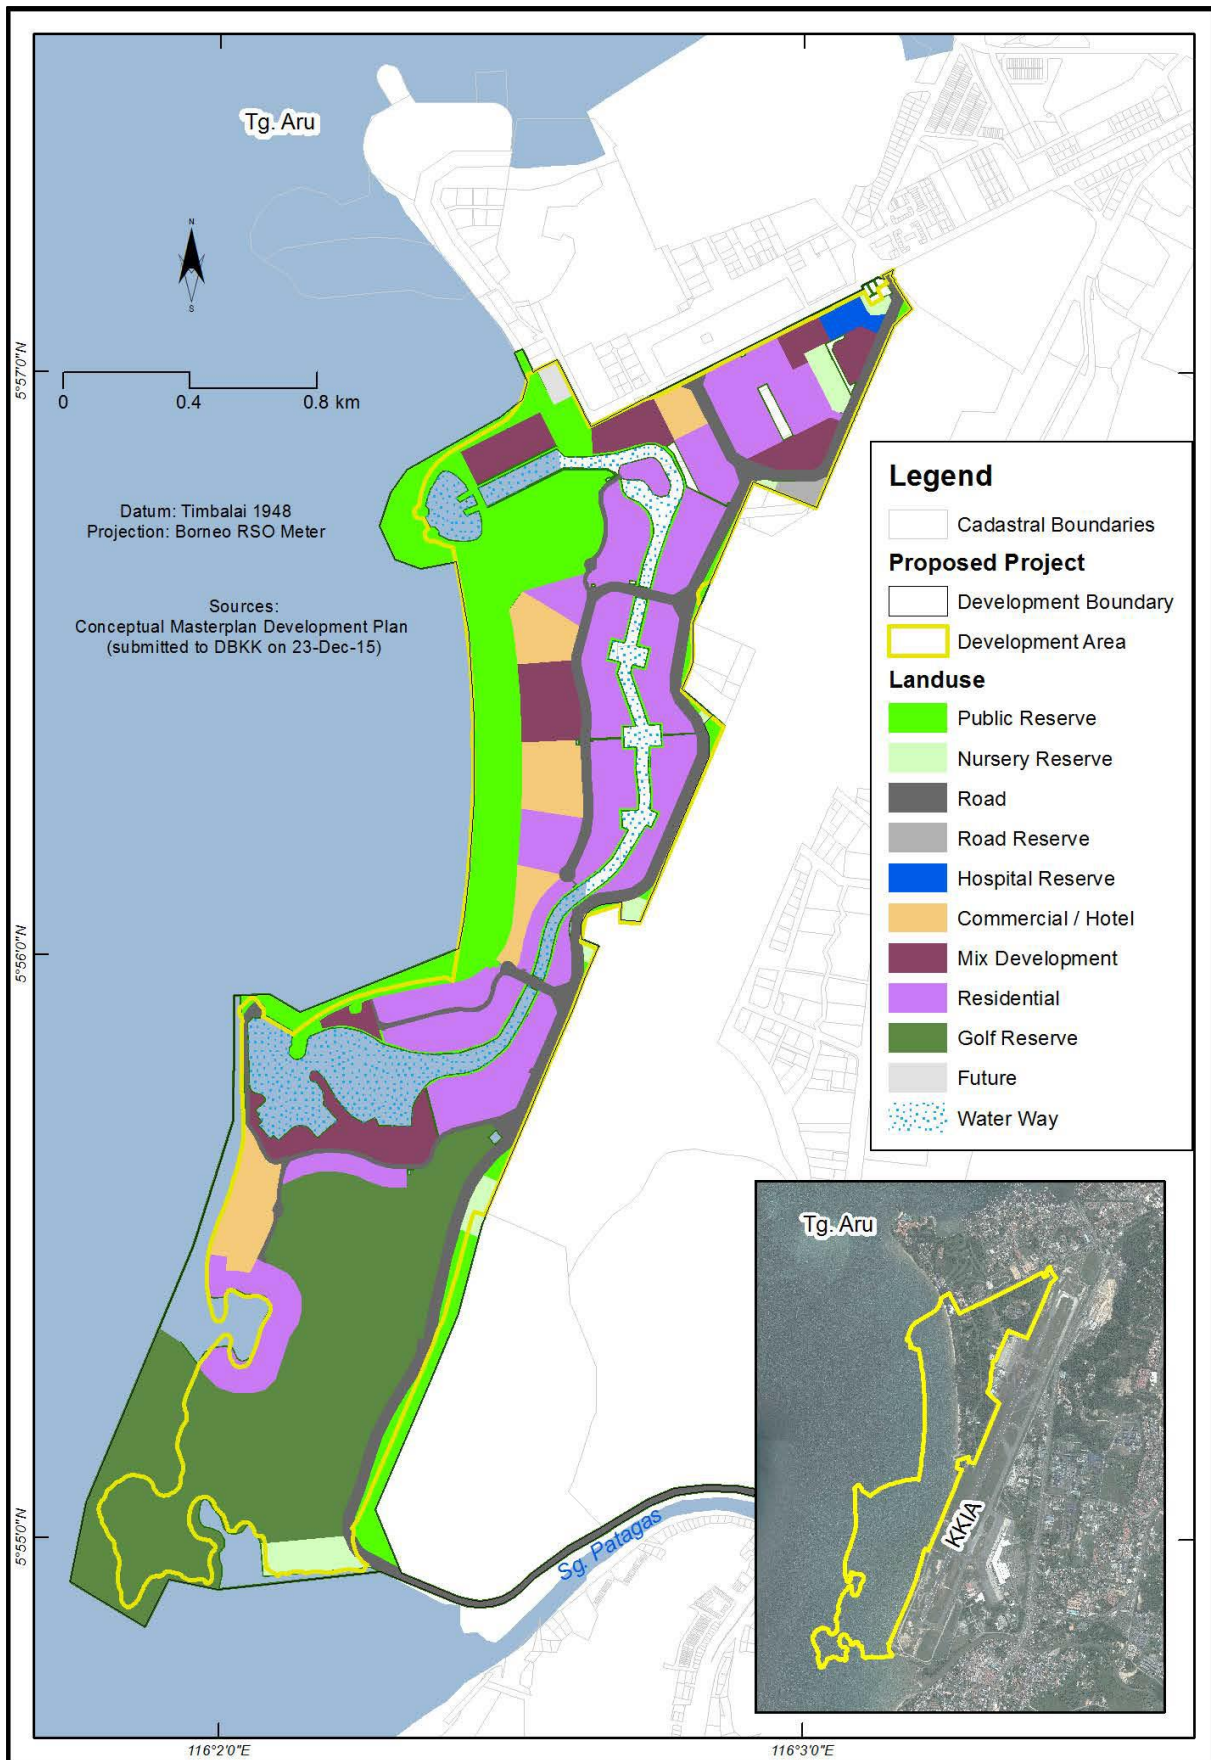 Tg. Aru
N
S
0 0.4 0.8 km
Datum: Timbalai 1948
Projection: Borneo RSO Meter
Sources:
Conceptual Masterplan Development Plan
(submitted to DBKK on 23-Dec-15)
5°57'0"N
5°56'0"N
5°55'0"N
116°2'0"E
116°3'0"E
Sg. Patagas
Legend
Cadastral Boundaries
Proposed Project
Development Boundary
Development Area
Landuse
Public Reserve
Nursery Reserve
Road
Road Reserve
Hospital Reserve
Commercial / Hotel
Mix Development
Residential
Golf Reserve
Future
Water Way
Tg. Aru
KKIA